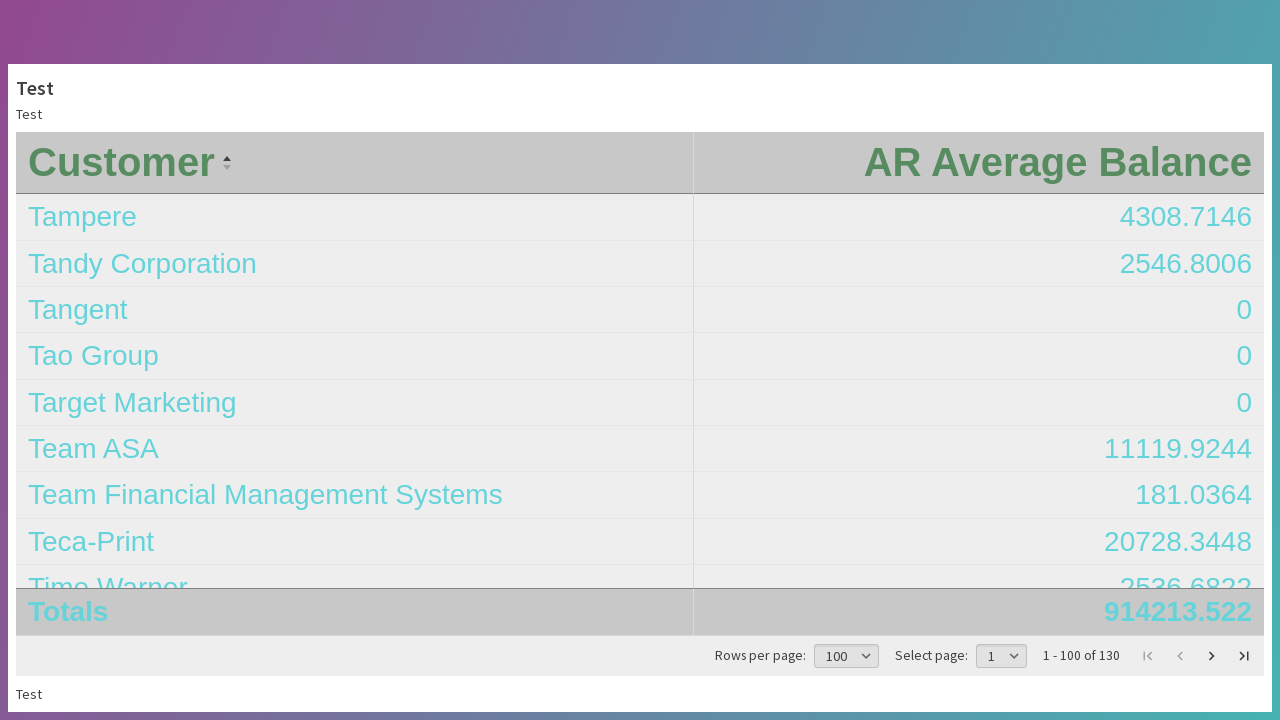 Test
Test
Customer AR Average Balance
Tampere 4308.7146
Tandy Corporation 2546.8006
Tangent 0
Tao Group 0
Target Marketing 0
Team ASA 11119.9244
Team Financial Management Systems 181.0364
Teca-Print 20728.3448
Time Warner 2536.6822
Totals 914213.522
Rows per page: 100 Select page: 1 1 - 100 of 130
Test